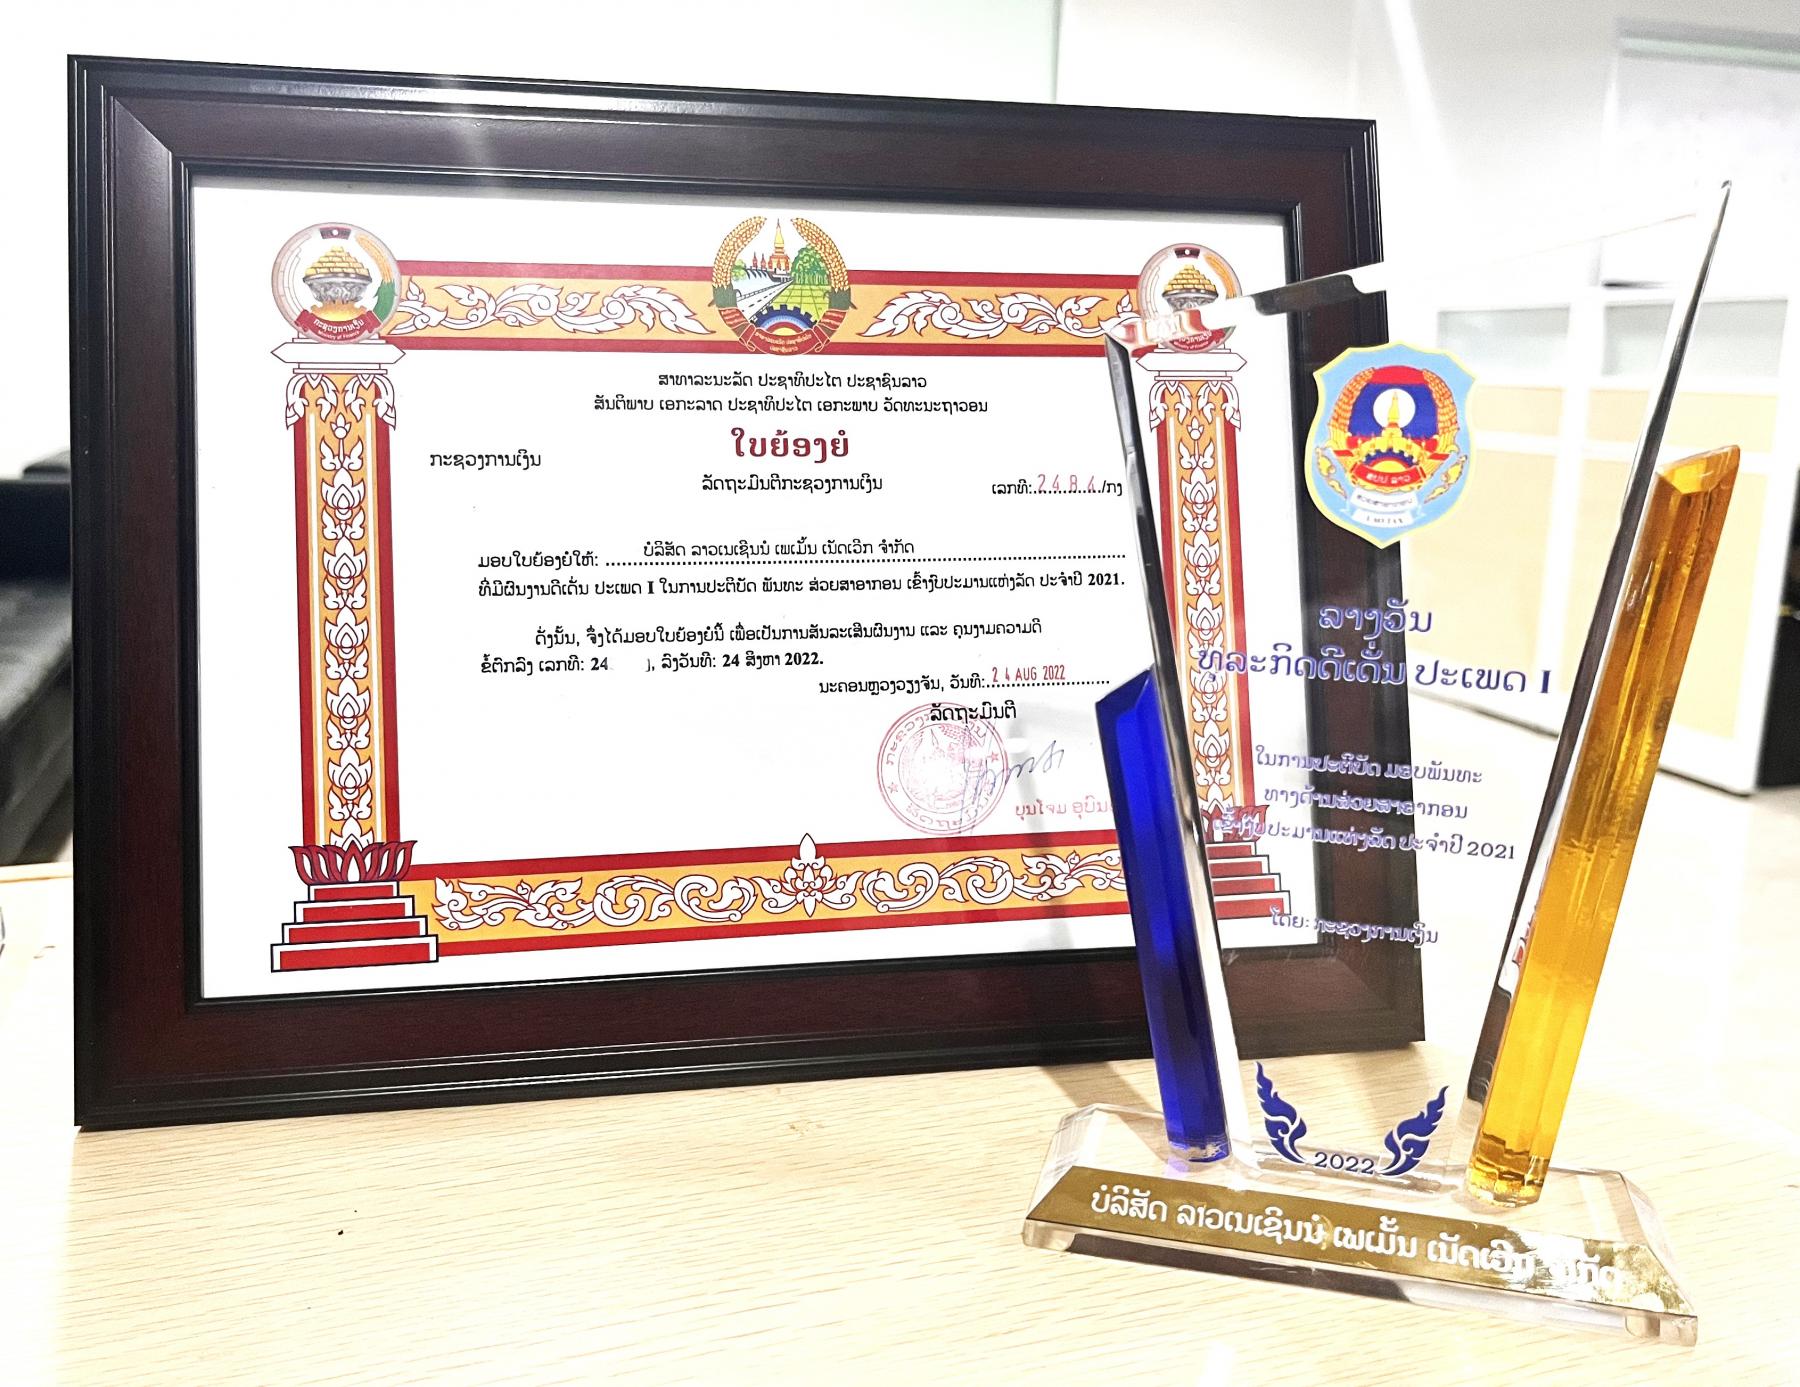 ກະຊວງການເງິນ
Ministry of Finance
ສາທາລະນະລັດ ປະຊາທິປະໄຕ ປະຊາຊົນລາວ
ສັນຕິພາບ ເອກະລາດ ປະຊາທິປະໄຕ ເອກະພາບ ວັດທະນະຖາວອນ
ໃບຍ້ອງຍໍ
ກະຊວງການເງິນ
ລັດຖະມົນຕີກະຊວງການເງິນ
ເລກທີ:.2484./ກງ
ມອບໃບຍ້ອງຍໍໃຫ້: ບໍລິສັດ ລາວເນເຊິນນໍ ເພເມັ້ນ ເນັດເວີກ ຈຳກັດ
ທີ່ມີຜົນງານດີເດັ່ນ ປະເພດ I ໃນການປະຕິບັດ ພັນທະ ສ່ວຍສາອາກອນ ເຂົ້າງົບປະມານແຫ່ງລັດ ປະຈຳປີ 2021.
ດັ່ງນັ້ນ, ຈຶ່ງໄດ້ມອບໃບຍ້ອງຍໍນີ້ ເພື່ອເປັນການສັນລະເສີນຜົນງານ ແລະ ຄຸນງາມຄວາມດີ
ຂໍ້ຕົກລົງ ເລກທີ: 24 , ລົງວັນທີ: 24 ສິງຫາ 2022.
ນະຄອນຫຼວງວຽງຈັນ, ວັນທີ: 24 AUG 2022
ລັດຖະມົນຕີ
ບຸນໂຈມ
ສປປ ລາວ
ສ່ວຍສາອາກອນ
LAO TAX
ລາງວັນ
ທຸລະກິດດີເດັ່ນ ປະເພດ I
ໃນການປະຕິບັດ ມອບພັນທະ
ທາງດ້ານສ່ວຍສາອາກອນ
ເຂົ້າງົບປະມານແຫ່ງລັດ ປະຈຳປີ 2021
ໂດຍ: ກະຊວງການເງິນ
2022
ບໍລິສັດ ລາວເນເຊິນນໍ ເພເມັ້ນ ເນັດເວີກ ຈຳກັດ